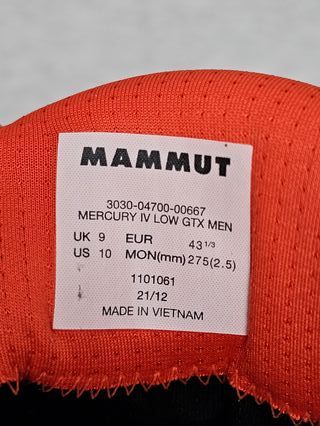 MAMMUT
3030-04700-00667
MERCURY IV LOW GTX MEN
UK 9 EUR 43 1/3
US 10 MON(mm) 275(2.5)
1101061
21/12
MADE IN VIETNAM